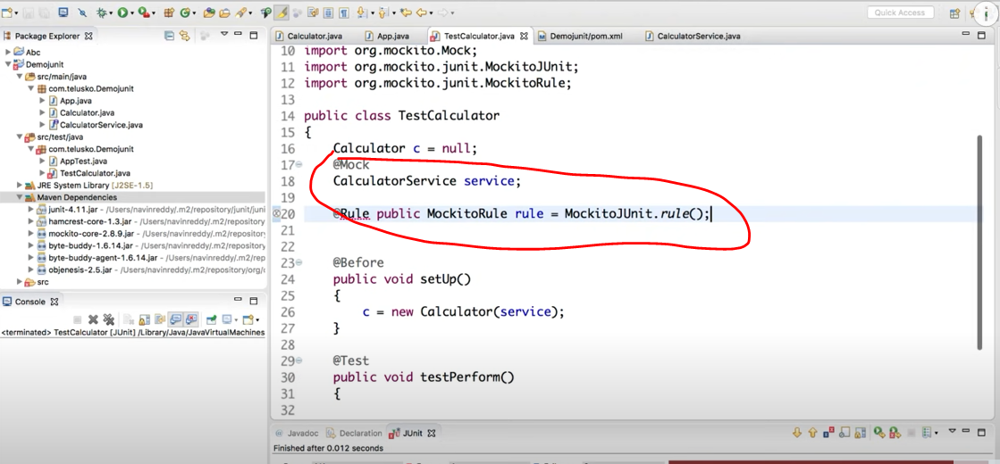 Quick Access
Package Explorer
Abc
Demojunit
src/main/java
com.telusko.Demojunit
App.java
Calculator.java
CalculatorService.java
src/test/java
com.telusko.Demojunit
AppTest.java
TestCalculator.java
JRE System Library [J2SE-1.5]
Maven Dependencies
junit-4.11.jar - /Users/navinreddy/.m2/repository/junit/juni
hamcrest-core-1.3.jar - /Users/navinreddy/.m2/repository
mockito-core-2.8.9.jar - /Users/navinreddy/.m2/repository
byte-buddy-1.6.14.jar - /Users/navinreddy/.m2/repository
byte-buddy-agent-1.6.14.jar - /Users/navinreddy/.m2/rep
objenesis-2.5.jar - /Users/navinreddy/.m2/repository/org/
src
Console
<terminated> TestCalculator [JUnit] /Library/Java/JavaVirtualMachines
Calculator.java App.java TestCalculator.java Demojunit/pom.xml CalculatorService.java
10 import org.mockito.Mock;
11 import org.mockito.junit.MockitoJUnit;
12 import org.mockito.junit.MockitoRule;
13
14 public class TestCalculator
15 {
16 Calculator c = null;
17 @Mock
18 CalculatorService service;
19
20 @Rule public MockitoRule rule = MockitoJUnit.rule();
21
22
23 @Before
24 public void setUp()
25 {
26 c = new Calculator(service);
27 }
28
29 @Test
30 public void testPerform()
31 {
32
Javadoc Declaration JUnit
Finished after 0.012 seconds